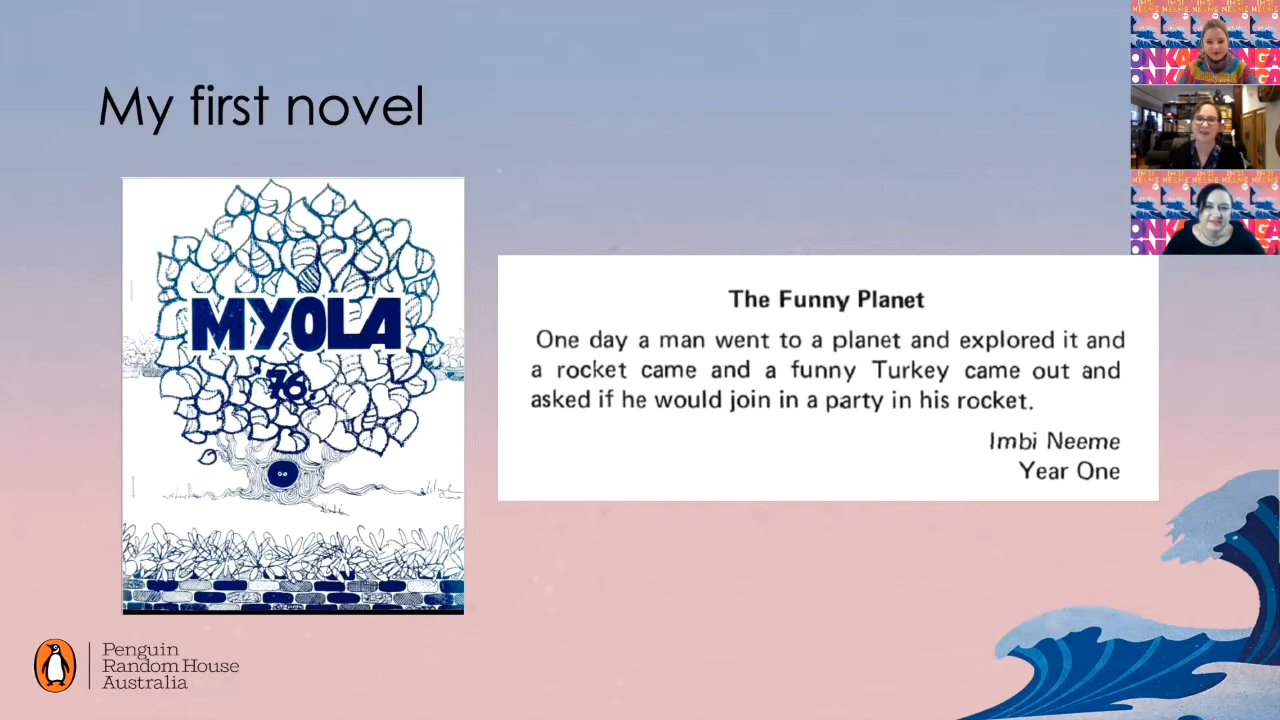 My first novel
MYOLA
'76.
The Funny Planet
One day a man went to a planet and explored it and
a rocket came and a funny Turkey came out and
asked if he would join in a party in his rocket.
Imbi Neeme
Year One
Penguin
Random House
Australia